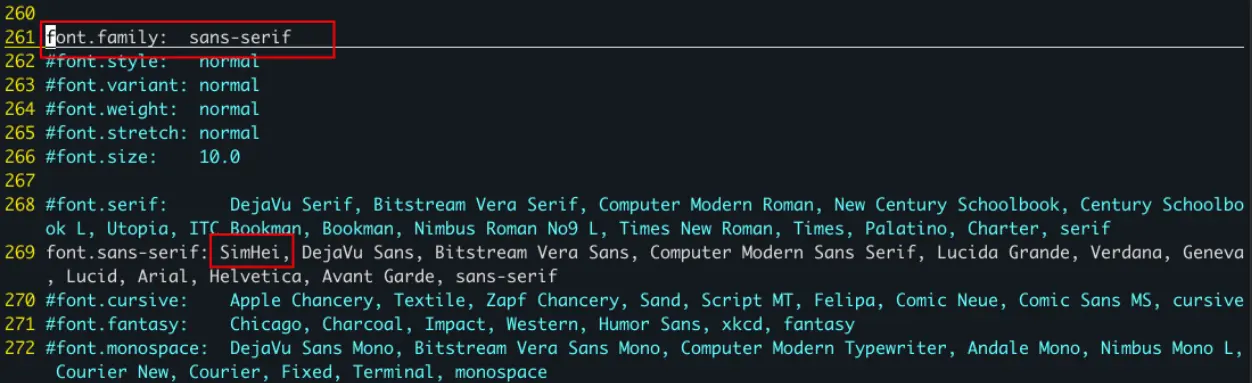 260
261 font.family:  sans-serif
262 #font.style:   normal
263 #font.variant: normal
264 #font.weight:  normal
265 #font.stretch: normal
266 #font.size:    10.0
267
268 #font.serif:      DejaVu Serif, Bitstream Vera Serif, Computer Modern Roman, New Century Schoolbook, Century Schoolbo
ok L, Utopia, ITC Bookman, Bookman, Nimbus Roman No9 L, Times New Roman, Times, Palatino, Charter, serif
269 font.sans-serif: SimHei, DejaVu Sans, Bitstream Vera Sans, Computer Modern Sans Serif, Lucida Grande, Verdana, Geneva
, Lucid, Arial, Helvetica, Avant Garde, sans-serif
270 #font.cursive:    Apple Chancery, Textile, Zapf Chancery, Sand, Script MT, Felipa, Comic Neue, Comic Sans MS, cursive
271 #font.fantasy:    Chicago, Charcoal, Impact, Western, Humor Sans, xkcd, fantasy
272 #font.monospace:  DejaVu Sans Mono, Bitstream Vera Sans Mono, Computer Modern Typewriter, Andale Mono, Nimbus Mono L,
Courier New, Courier, Fixed, Terminal, monospace